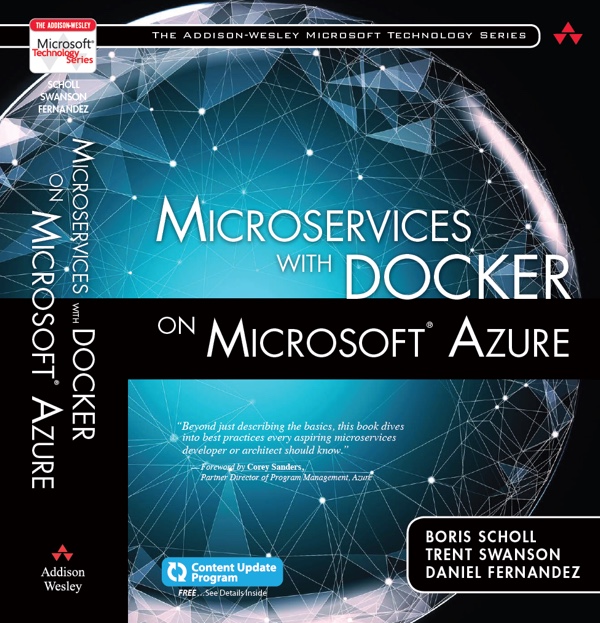 THE ADDISON-WESLEY
Microsoft®
Technology
Series
SCHOLL
SWANSON
FERNANDEZ
MICROSERVICES WITH DOCKER
ON MICROSOFT® AZURE
Addison
Wesley
THE ADDISON-WESLEY MICROSOFT TECHNOLOGY SERIES
MICROSERVICES
WITH DOCKER
ON MICROSOFT® AZURE
“Beyond just describing the basics, this book dives
into best practices every aspiring microservices
developer or architect should know.”
—Foreword by Corey Sanders,
Partner Director of Program Management, Azure
Content Update
Program
FREE...See Details Inside
BORIS SCHOLL
TRENT SWANSON
DANIEL FERNANDEZ